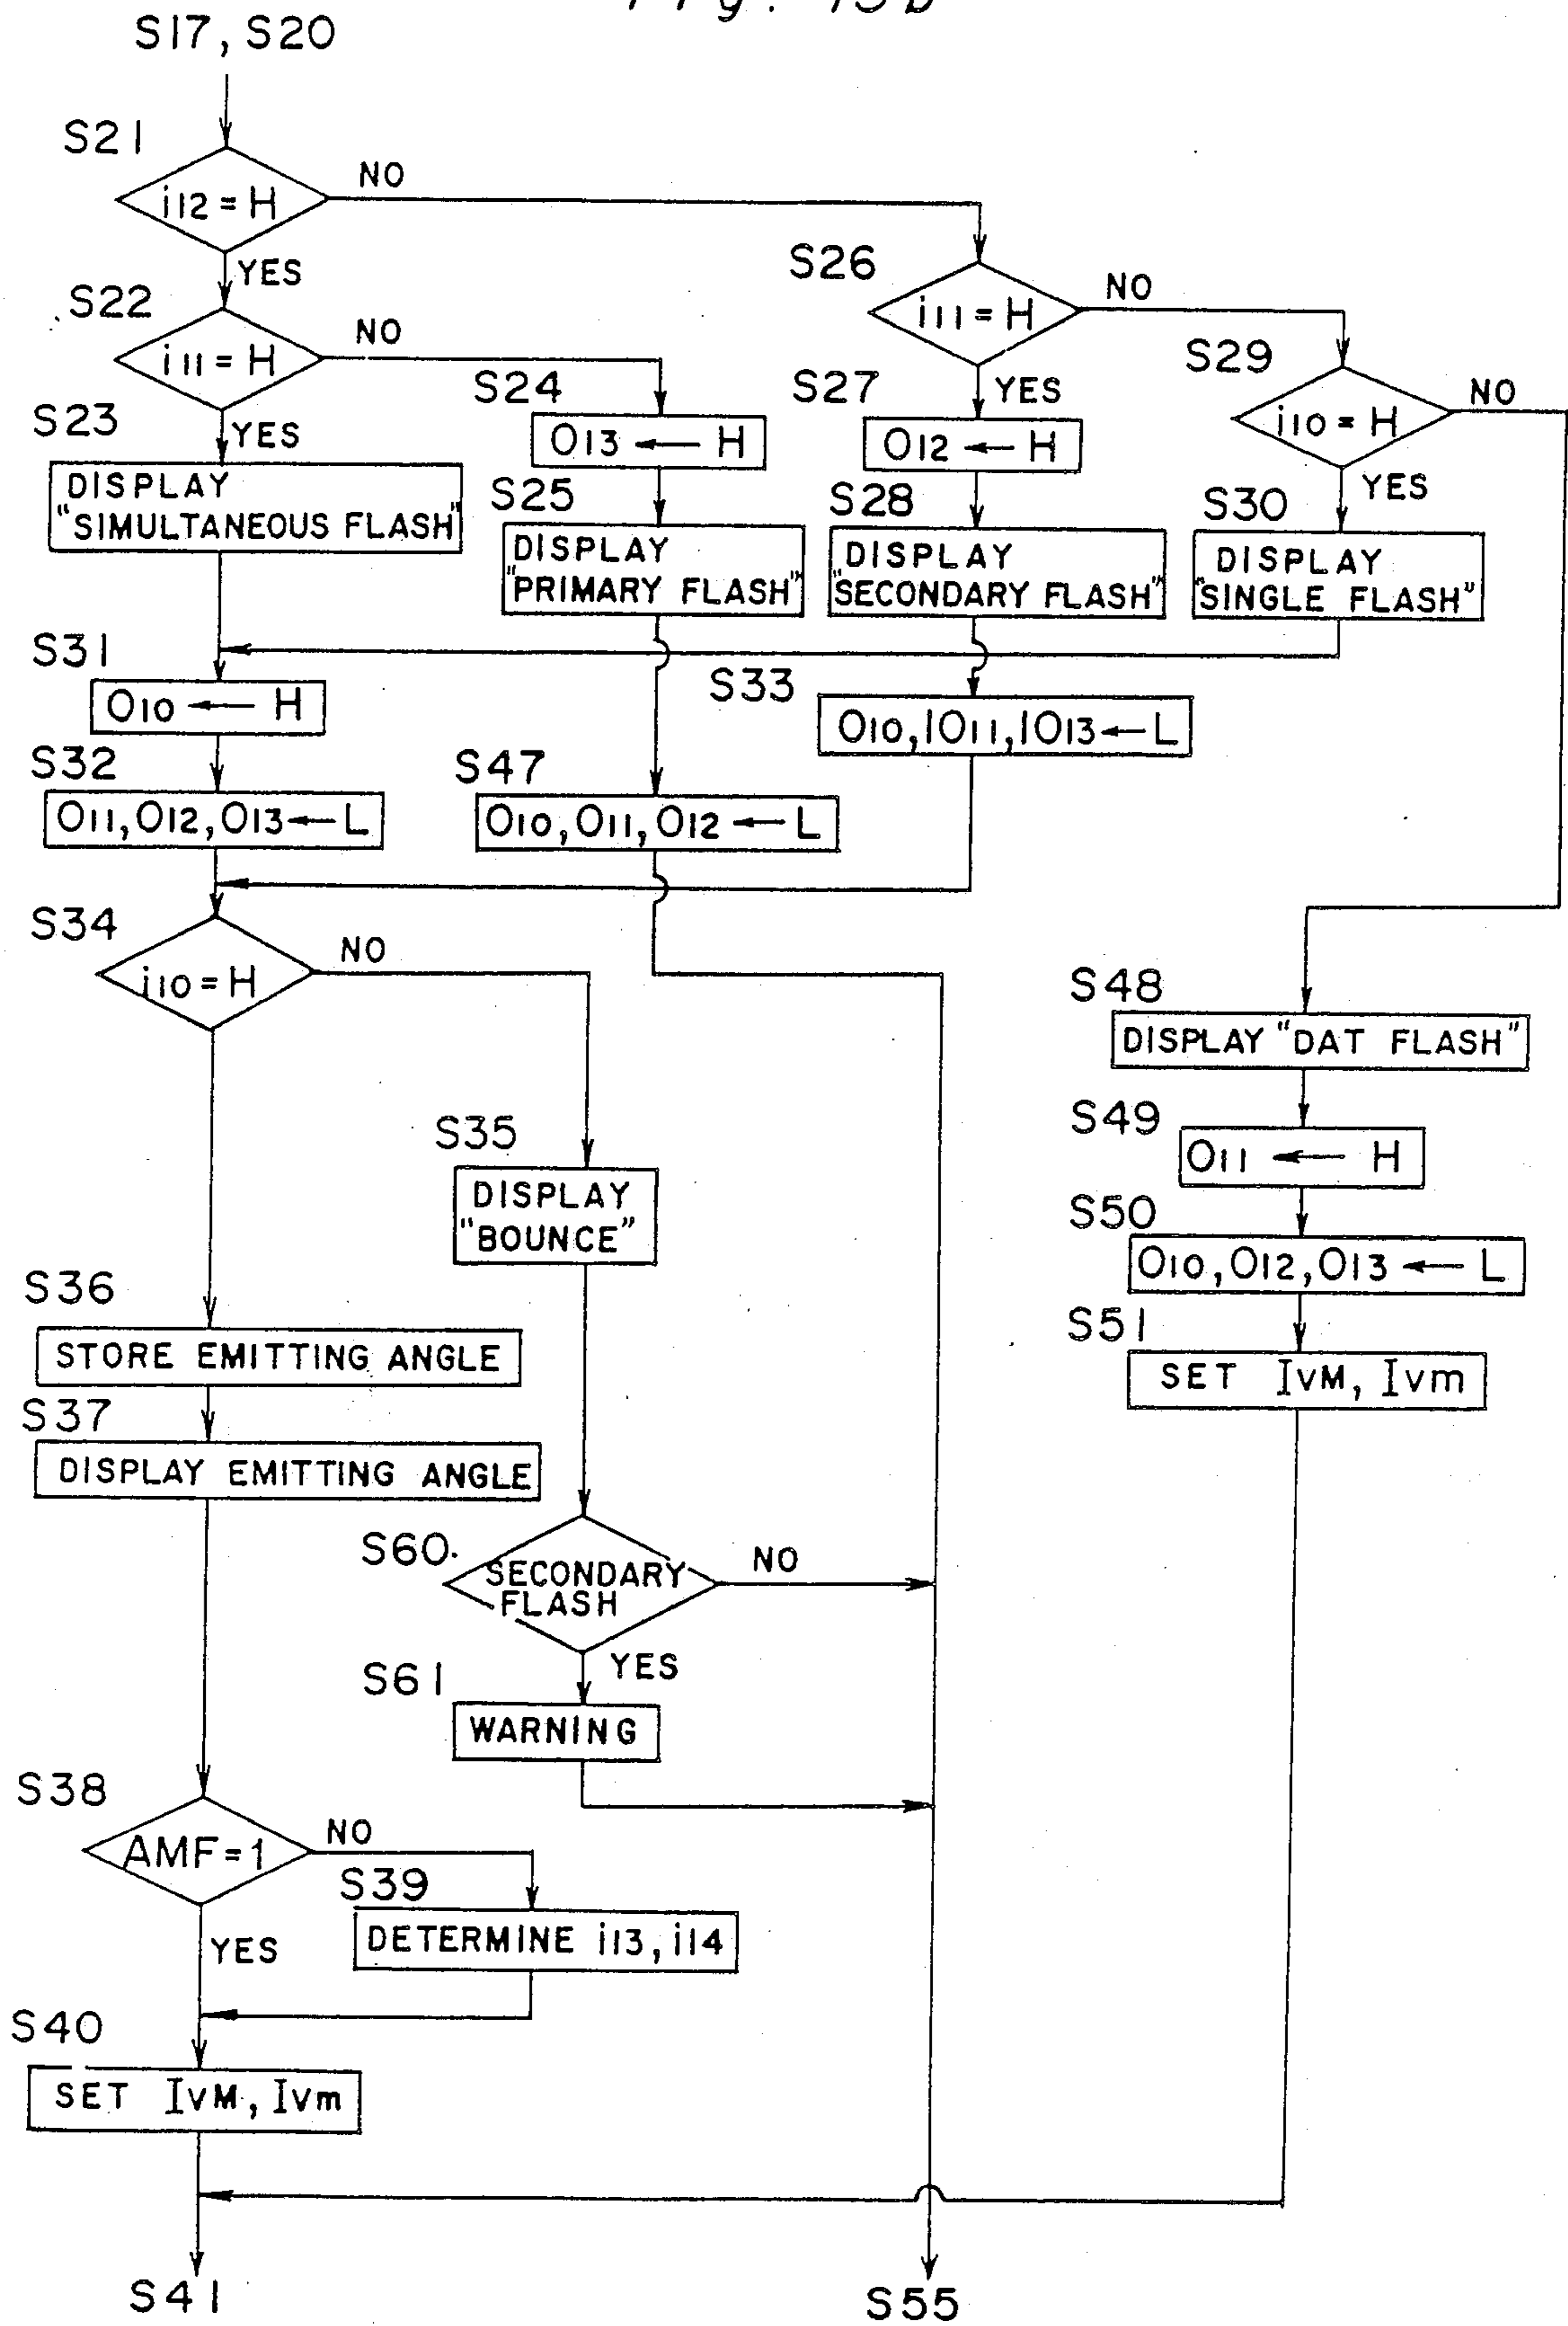 Fig. 15b
S17, S20
S21
i12 = H
NO
YES
S22
i11 = H
NO
YES
S23
DISPLAY
"SIMULTANEOUS FLASH"
S24
O13 ← H
S25
DISPLAY
"PRIMARY FLASH"
S26
i11 = H
NO
YES
S27
O12 ← H
S28
DISPLAY
"SECONDARY FLASH"
S29
i10 = H
NO
YES
S30
DISPLAY
"SINGLE FLASH"
S31
O10 ← H
S32
O11, O12, O13 ← L
S33
O10, IO11, IO13 ← L
S47
O10, O11, O12 ← L
S34
i10 = H
NO
S35
DISPLAY
"BOUNCE"
S36
STORE EMITTING ANGLE
S37
DISPLAY EMITTING ANGLE
S60
SECONDARY
FLASH
NO
YES
S61
WARNING
S38
AMF = 1
NO
YES
S39
DETERMINE i13, i14
S40
SET IvM, Ivm
S48
DISPLAY "DAT FLASH"
S49
O11 ← H
S50
O10, O12, O13 ← L
S51
SET IvM, Ivm
S41
S55